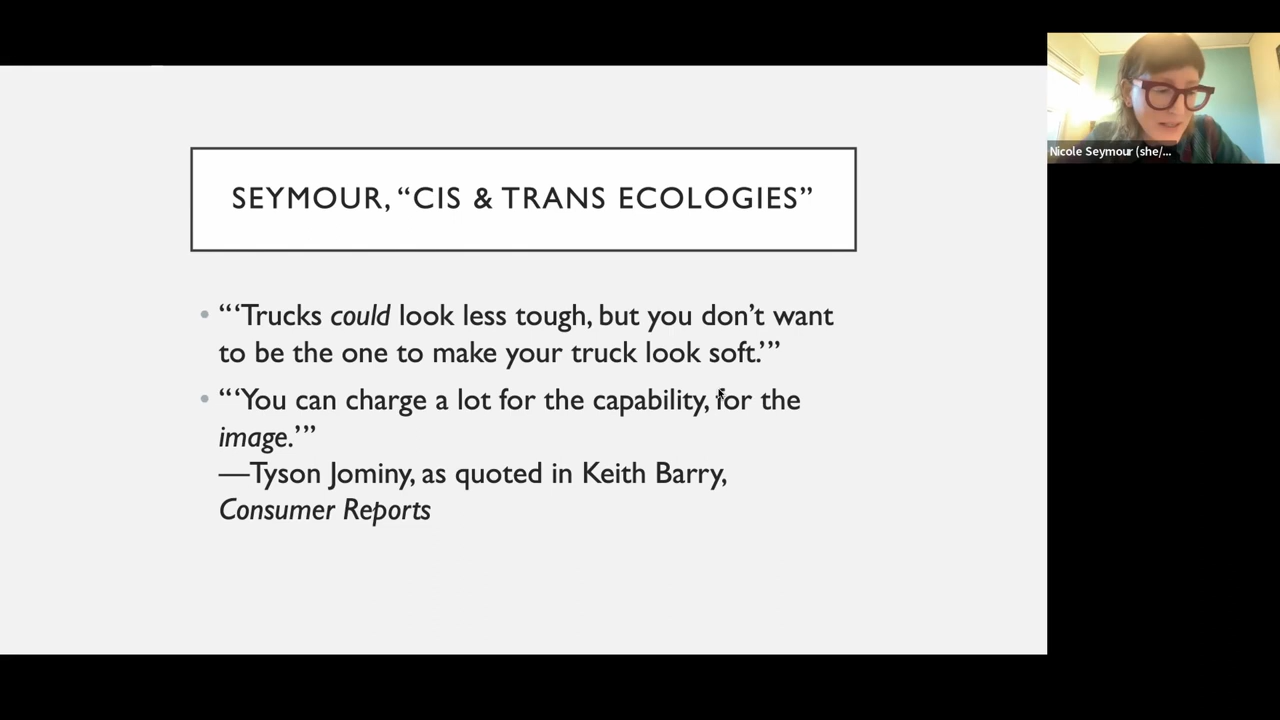 SEYMOUR, “CIS & TRANS ECOLOGIES”
• “‘Trucks could look less tough, but you don’t want
to be the one to make your truck look soft.’”
• “‘You can charge a lot for the capability, for the
image.’”
—Tyson Jominy, as quoted in Keith Barry,
Consumer Reports
Nicole Seymour (she/...